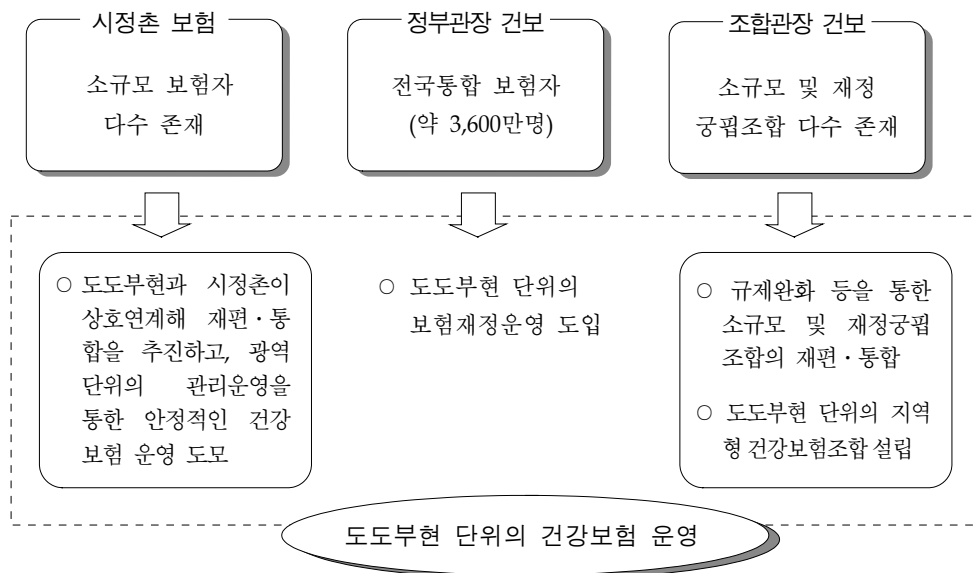 시정촌 보험
소규모 보험자
다수 존재
정부관장 건보
전국통합 보험자
(약 3,600만명)
조합관장 건보
소규모 및 재정
궁핍조합 다수 존재
○ 도도부현과 시정촌이
상호연계해 재편·통
합을 추진하고, 광역
단위의 관리운영을
통한 안정적인 건강
보험 운영 도모
○ 도도부현 단위의
보험재정운영 도입
○ 규제완화 등을 통한
소규모 및 재정궁핍
조합의 재편·통합
○ 도도부현 단위의 지역
형 건강보험조합 설립
도도부현 단위의 건강보험 운영